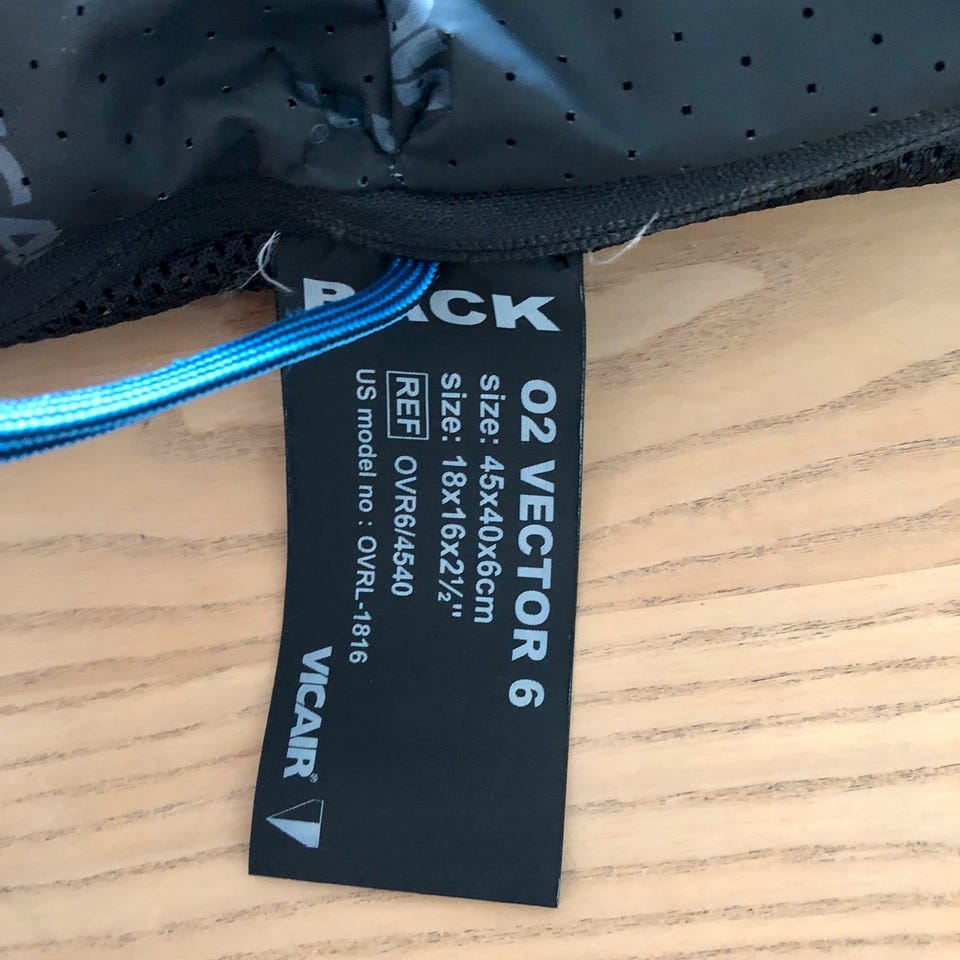 BACK
O2 VECTOR 6
size: 45x40x6cm
size: 18x16x2½"
REF OVR6/4540
US model no : OVRL-1816
VICAIR®